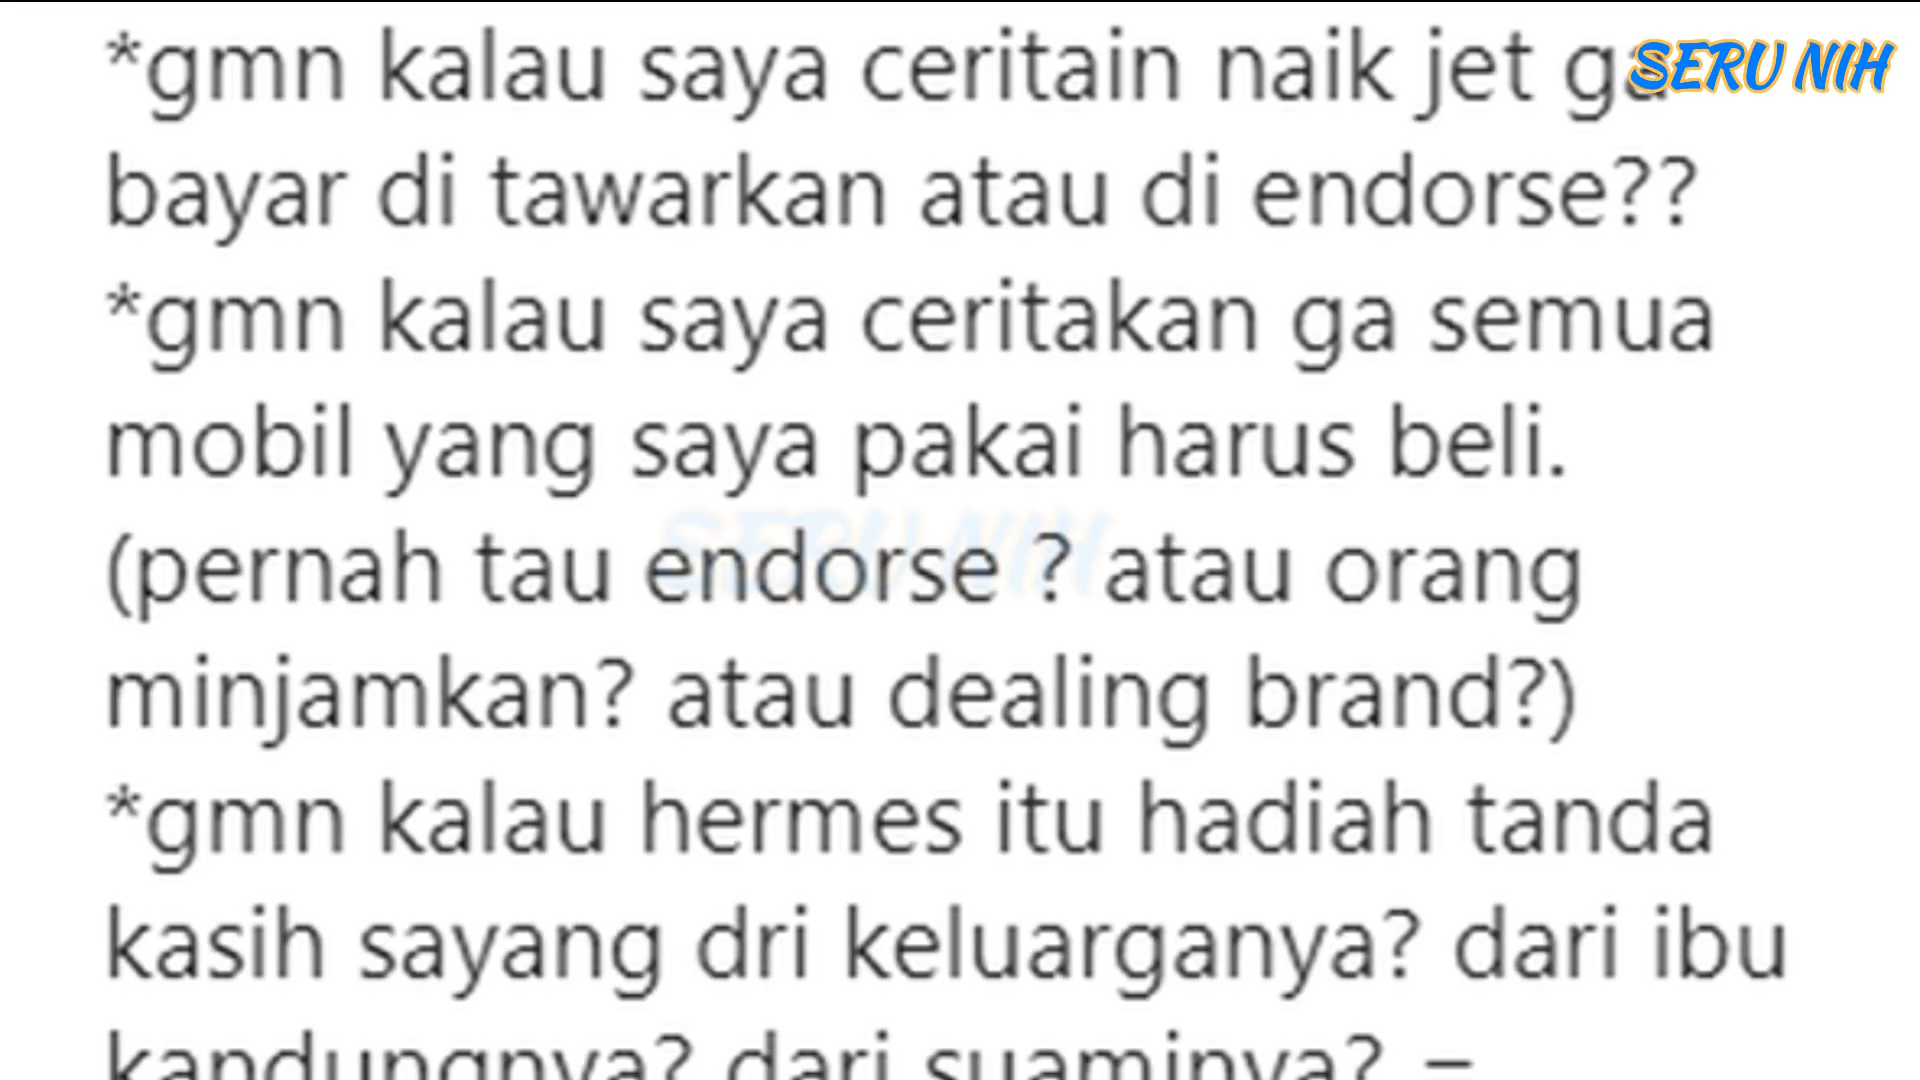 *gmn kalau saya ceritain naik jet ga
SERU NIH
bayar di tawarkan atau di endorse??
*gmn kalau saya ceritakan ga semua
mobil yang saya pakai harus beli.
(pernah tau endorse ? atau orang
SERU NIH
minjamkan? atau dealing brand?)
*gmn kalau hermes itu hadiah tanda
kasih sayang dri keluarganya? dari ibu
kandungnya? dari suaminya? –